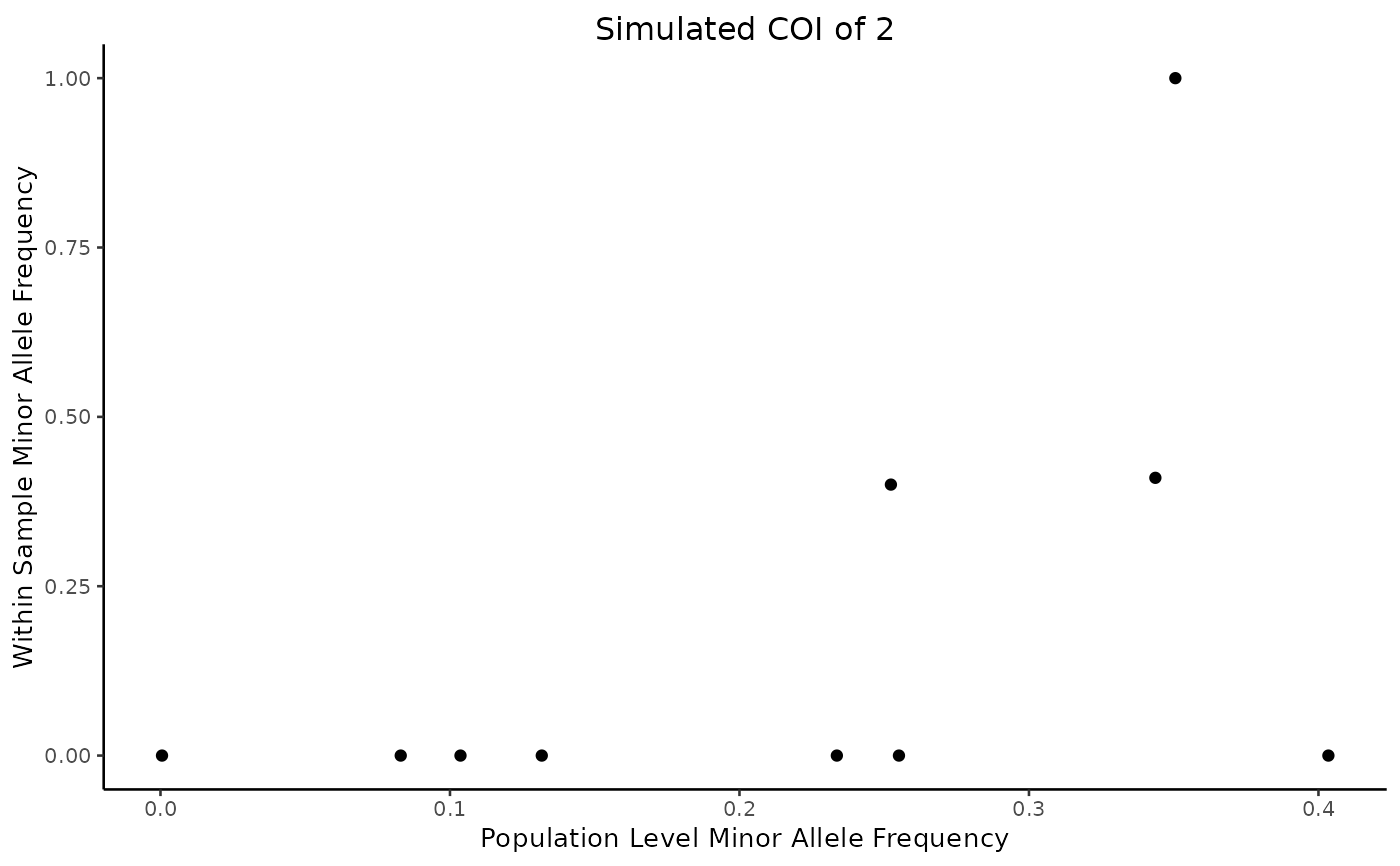 Simulated COI of 2
Within Sample Minor Allele Frequency
1.00
0.75
0.50
0.25
0.00
0.0 0.1 0.2 0.3 0.4
Population Level Minor Allele Frequency